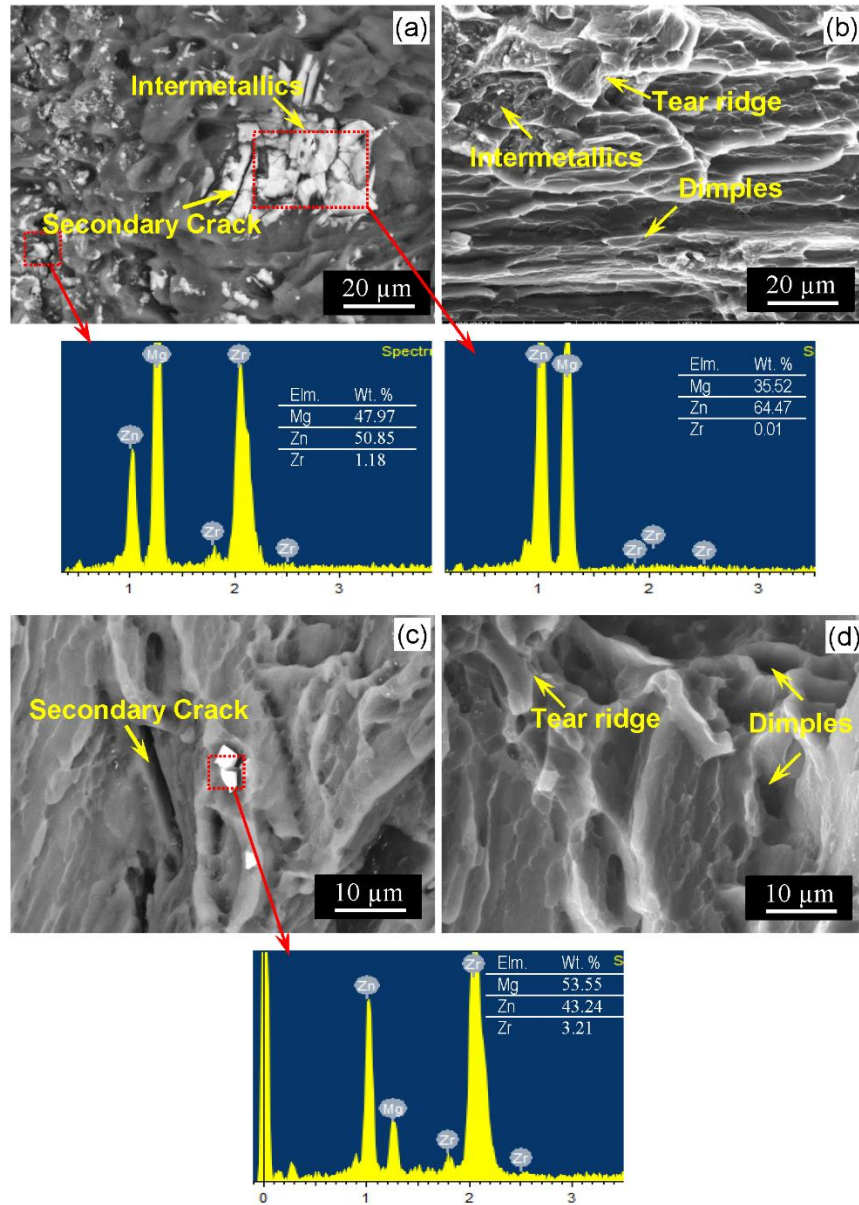 (a)
Intermetallics
Secondary Crack
20 µm
(b)
Tear ridge
Intermetallics
Dimples
20 µm
Spectru
Zn
Mg
Zr
Zr
Zr
Elm. Wt. %
Mg 47.97
Zn 50.85
Zr 1.18
1 2 3
S
Zn
Mg
Zr
Zr
Zr
Elm. Wt. %
Mg 35.52
Zn 64.47
Zr 0.01
1 2 3
(c)
Secondary Crack
10 µm
(d)
Tear ridge
Dimples
10 µm
S
Zn
Mg
Zr
Zr
Zr
Elm. Wt. %
Mg 53.55
Zn 43.24
Zr 3.21
0 1 2 3